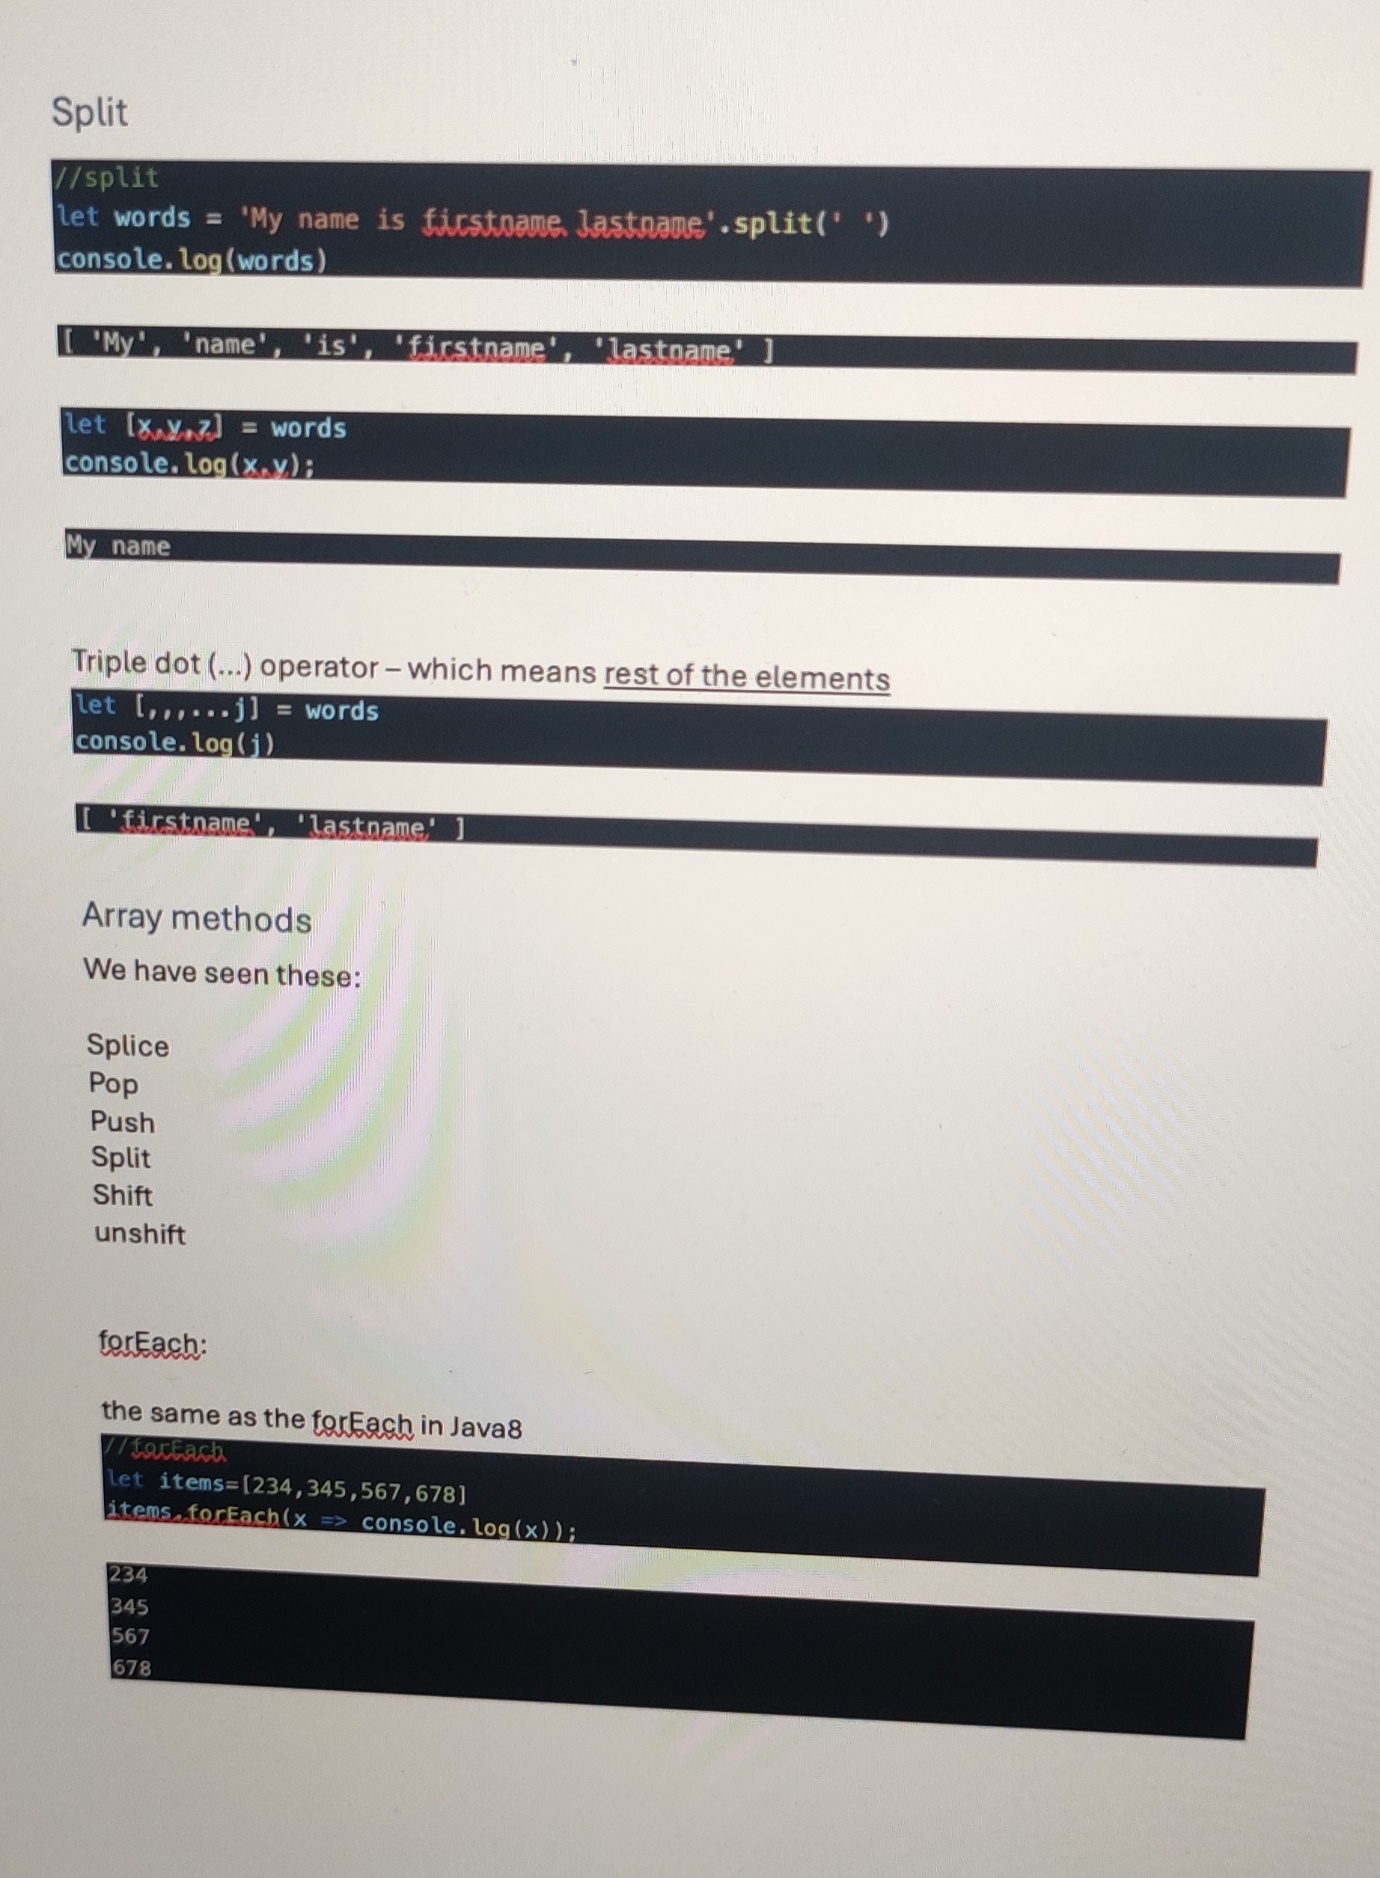 Split
//split
let words = 'My name is firstname lastname'.split(' ')
console.log(words)
[ 'My', 'name', 'is', 'firstname', 'lastname' ]
let [x,y,z] = words
console.log(x,y);
My name
Triple dot (...) operator – which means rest of the elements
let [,,,...j] = words
console.log(j)
[ 'firstname', 'lastname' ]
Array methods
We have seen these:
Splice
Pop
Push
Split
Shift
unshift
forEach:
the same as the forEach in Java8
//forEach
let items=[234,345,567,678]
items.forEach(x => console.log(x));
234
345
567
678